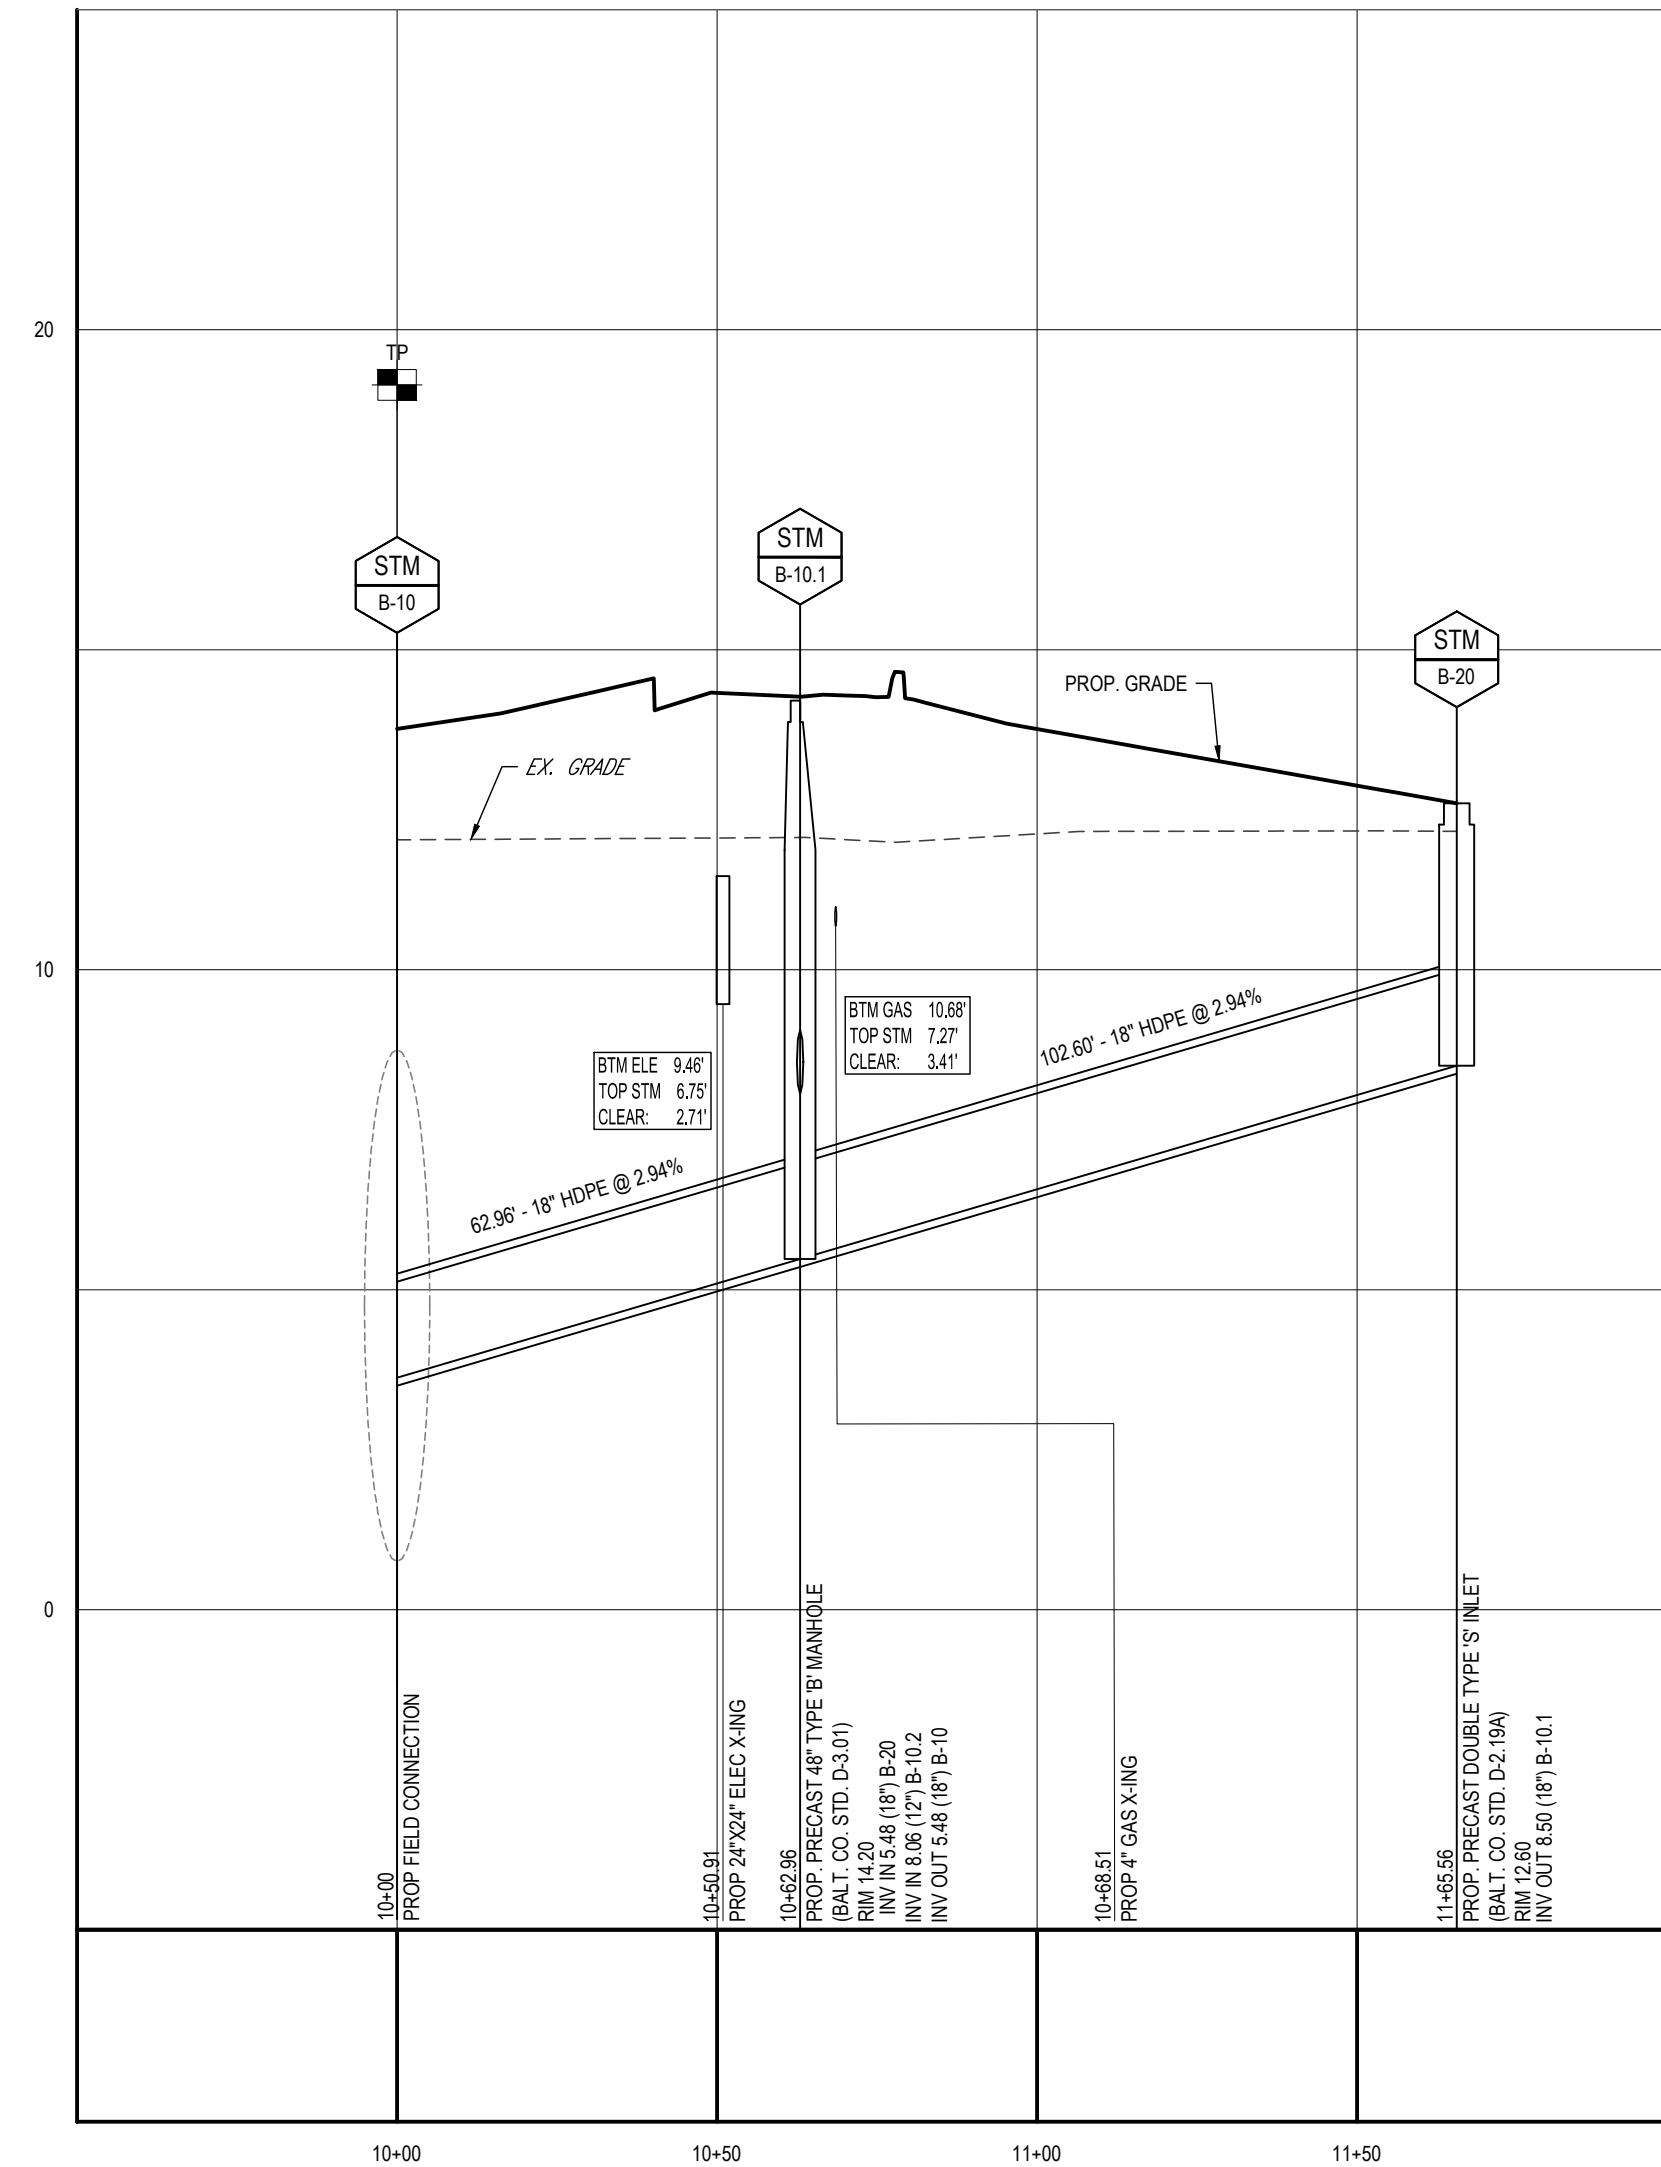 20
TP
STM
B-10
STM
B-10.1
STM
B-20
PROP. GRADE
EX. GRADE
10
BTM GAS 10.68'
TOP STM 7.27'
CLEAR: 3.41'
102.60' - 18" HDPE @ 2.94%
BTM ELE 9.46'
TOP STM 6.75'
CLEAR: 2.71'
62.96' - 18" HDPE @ 2.94%
0
10+00
PROP FIELD CONNECTION
10+50.91
PROP 24"X24" ELEC X-ING
10+62.96
PROP. PRECAST 48" TYPE 'B' MANHOLE
(BALT. CO. STD. D-3.01)
RIM 14.20
INV IN 5.48 (18") B-20
INV IN 8.06 (12") B-10.2
INV OUT 5.48 (18") B-10
10+68.51
PROP 4" GAS X-ING
11+65.56
PROP. PRECAST DOUBLE TYPE 'S' INLET
(BALT. CO. STD. D-2.19A)
RIM 12.60
INV OUT 8.50 (18") B-10.1
10+00
10+50
11+00
11+50